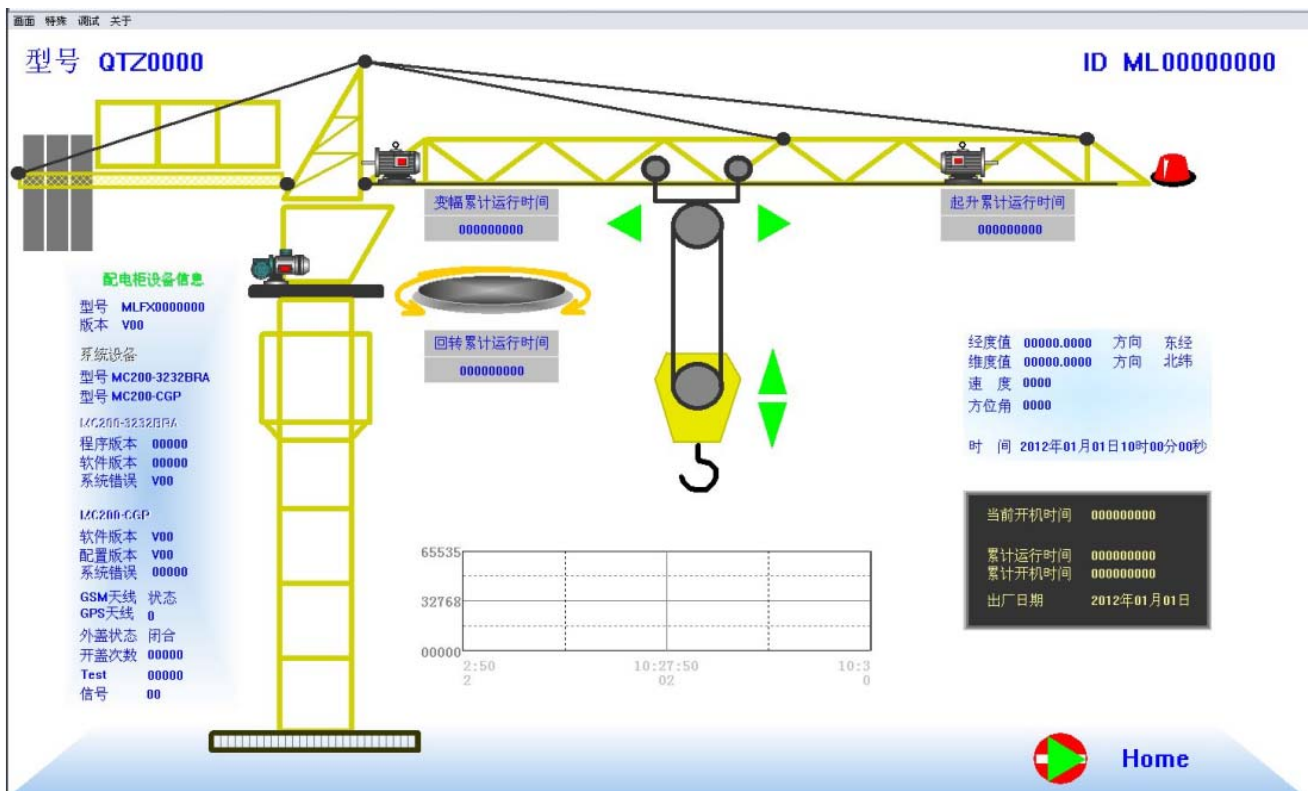 画面 特殊 调试 关于
型号 QTZ0000
ID ML00000000
变幅累计运行时间
000000000
起升累计运行时间
000000000
回转累计运行时间
000000000
配电柜设备信息
型号 MLFX0000000
版本 V00
系统设备
型号 MC200-3232BRA
型号 MC200-CGP
MC200-3232BRA
程序版本 00000
软件版本 00000
系统错误 V00
MC200-CGP
软件版本 V00
配置版本 V00
系统错误 00000
GSM天线 状态
GPS天线 0
外盖状态 闭合
开盖次数 00000
Test 00000
信号 00
经度值 00000.0000 方向 东经
维度值 00000.0000 方向 北纬
速 度 0000
方位角 0000
时 间 2012年01月01日10时00分00秒
当前开机时间 000000000
累计运行时间 000000000
累计开机时间 000000000
出厂日期 2012年01月01日
65535
32768
00000
2:50 10:27:50 10:3
2 02 0
Home